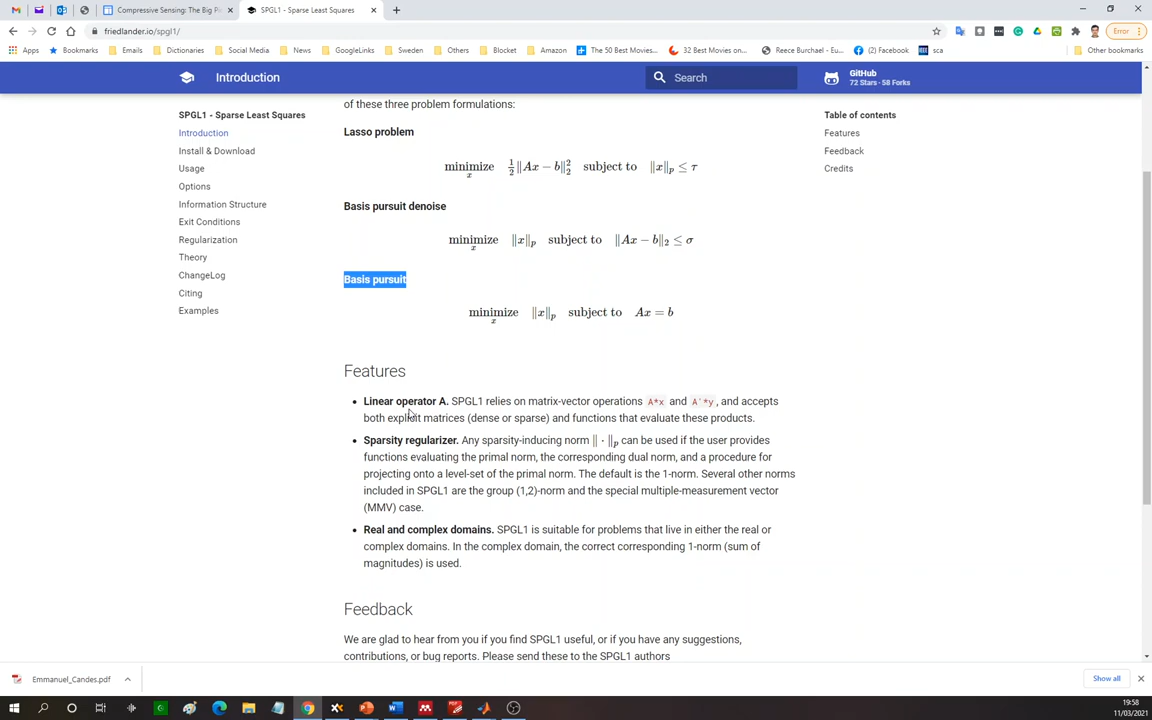 Compressive Sensing: The Big Pi
SPGL1 - Sparse Least Squares
friedlander.io/spgl1/
Error
Apps
Bookmarks
Emails
Dictionaries
Social Media
News
GoogleLinks
Sweden
Others
Blocket
Amazon
The 50 Best Movies...
32 Best Movies on...
Reece Burchael - Eu...
(2) Facebook
sca
Other bookmarks
Introduction
Search
GitHub
72 Stars · 58 Forks
SPGL1 - Sparse Least Squares
Introduction
Install & Download
Usage
Options
Information Structure
Exit Conditions
Regularization
Theory
ChangeLog
Citing
Examples
of these three problem formulations:
Lasso problem
minimize_x ½‖Ax − b‖₂² subject to ‖x‖_p ≤ τ
Basis pursuit denoise
minimize_x ‖x‖_p subject to ‖Ax − b‖₂ ≤ σ
Basis pursuit
minimize_x ‖x‖_p subject to Ax = b
Features
• Linear operator A. SPGL1 relies on matrix-vector operations A*x and A'*y, and accepts
both explicit matrices (dense or sparse) and functions that evaluate these products.
• Sparsity regularizer. Any sparsity-inducing norm ‖ · ‖_p can be used if the user provides
functions evaluating the primal norm, the corresponding dual norm, and a procedure for
projecting onto a level-set of the primal norm. The default is the 1-norm. Several other norms
included in SPGL1 are the group (1,2)-norm and the special multiple-measurement vector
(MMV) case.
• Real and complex domains. SPGL1 is suitable for problems that live in either the real or
complex domains. In the complex domain, the correct corresponding 1-norm (sum of
magnitudes) is used.
Feedback
We are glad to hear from you if you find SPGL1 useful, or if you have any suggestions,
contributions, or bug reports. Please send these to the SPGL1 authors
Table of contents
Features
Feedback
Credits
Emmanuel_Candes.pdf
Show all
19:58
11/03/2021